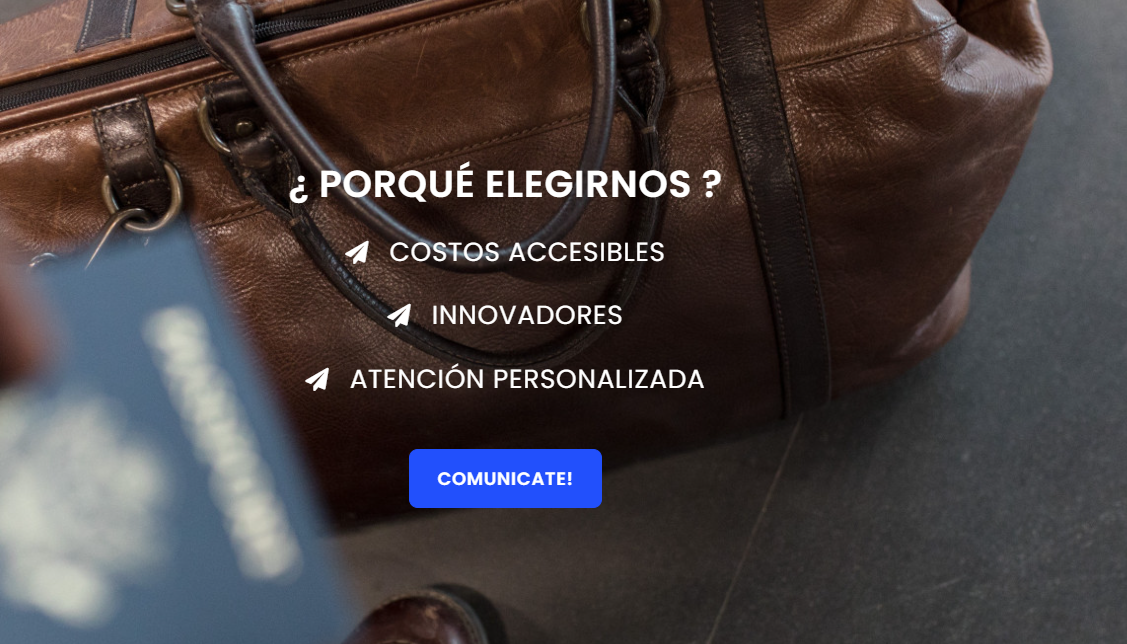 ¿ PORQUÉ ELEGIRNOS ?
COSTOS ACCESIBLES
INNOVADORES
ATENCIÓN PERSONALIZADA
COMUNICATE!